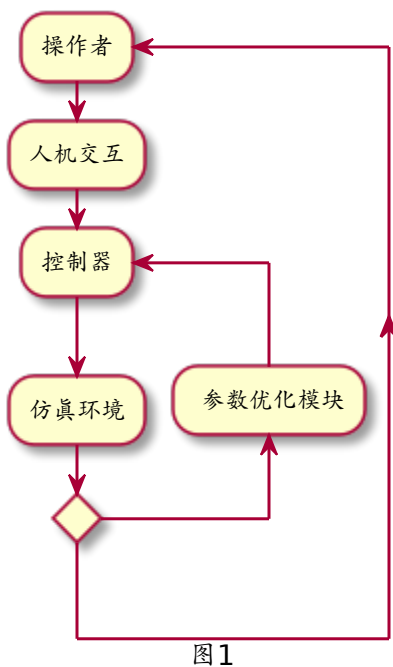 操作者
人机交互
控制器
仿真环境
参数优化模块
图1